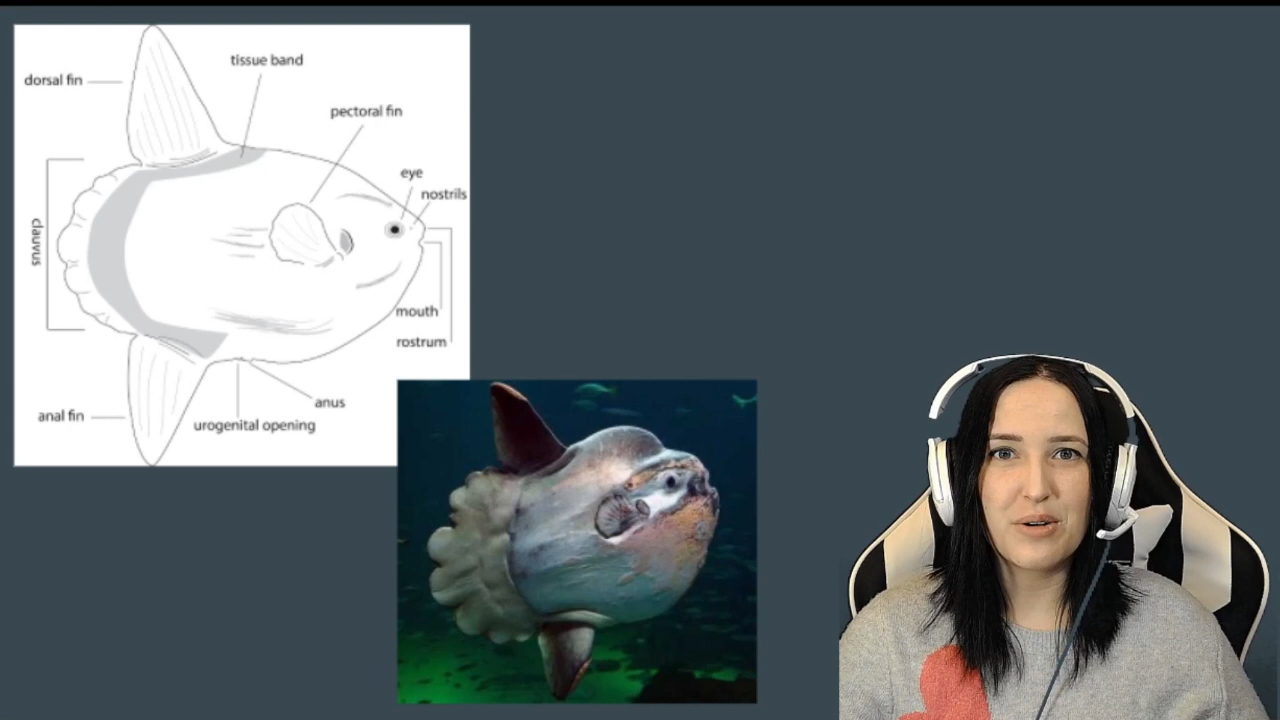 tissue band
dorsal fin
pectoral fin
eye
nostrils
clavus
mouth
rostrum
anus
anal fin
urogenital opening